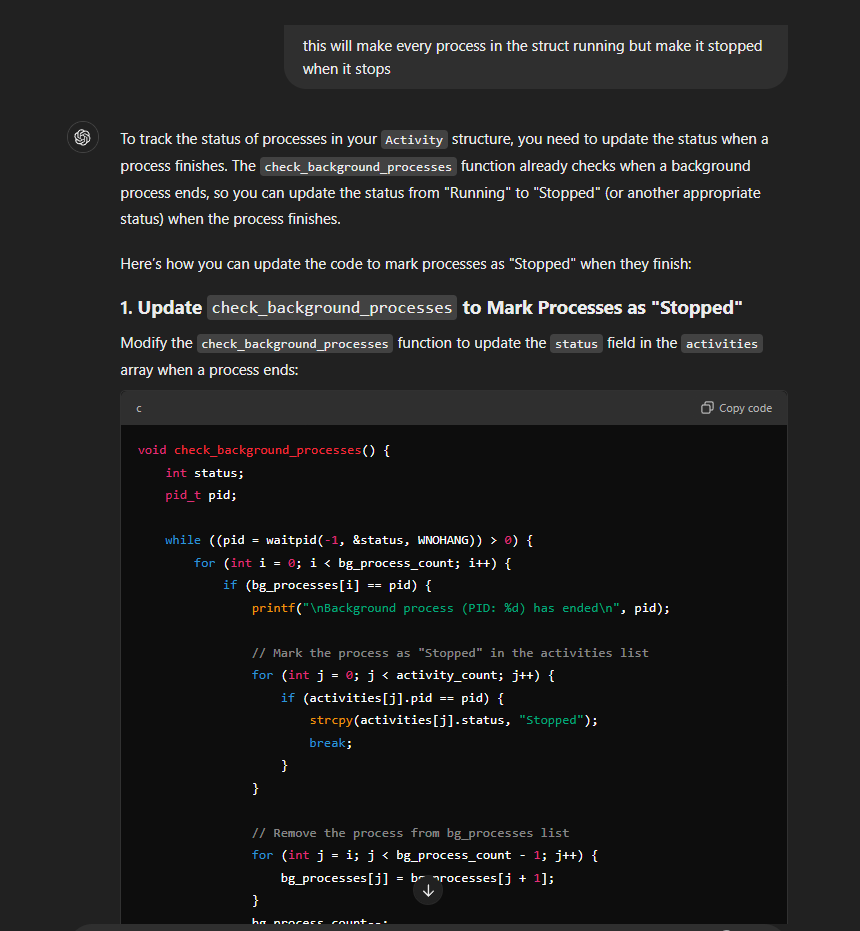 this will make every process in the struct running but make it stopped
when it stops
To track the status of processes in your Activity structure, you need to update the status when a
process finishes. The check_background_processes function already checks when a background
process ends, so you can update the status from "Running" to "Stopped" (or another appropriate
status) when the process finishes.
Here's how you can update the code to mark processes as "Stopped" when they finish:
1. Update check_background_processes to Mark Processes as "Stopped"
Modify the check_background_processes function to update the status field in the activities
array when a process ends:
c Copy code
void check_background_processes() {
    int status;
    pid_t pid;
    while ((pid = waitpid(-1, &status, WNOHANG)) > 0) {
        for (int i = 0; i < bg_process_count; i++) {
            if (bg_processes[i] == pid) {
                printf("\nBackground process (PID: %d) has ended\n", pid);
                // Mark the process as "Stopped" in the activities list
                for (int j = 0; j < activity_count; j++) {
                    if (activities[j].pid == pid) {
                        strcpy(activities[j].status, "Stopped");
                        break;
                    }
                }
                // Remove the process from bg_processes list
                for (int j = i; j < bg_process_count - 1; j++) {
                    bg_processes[j] = bg_processes[j + 1];
                }
                bg_process_count--;